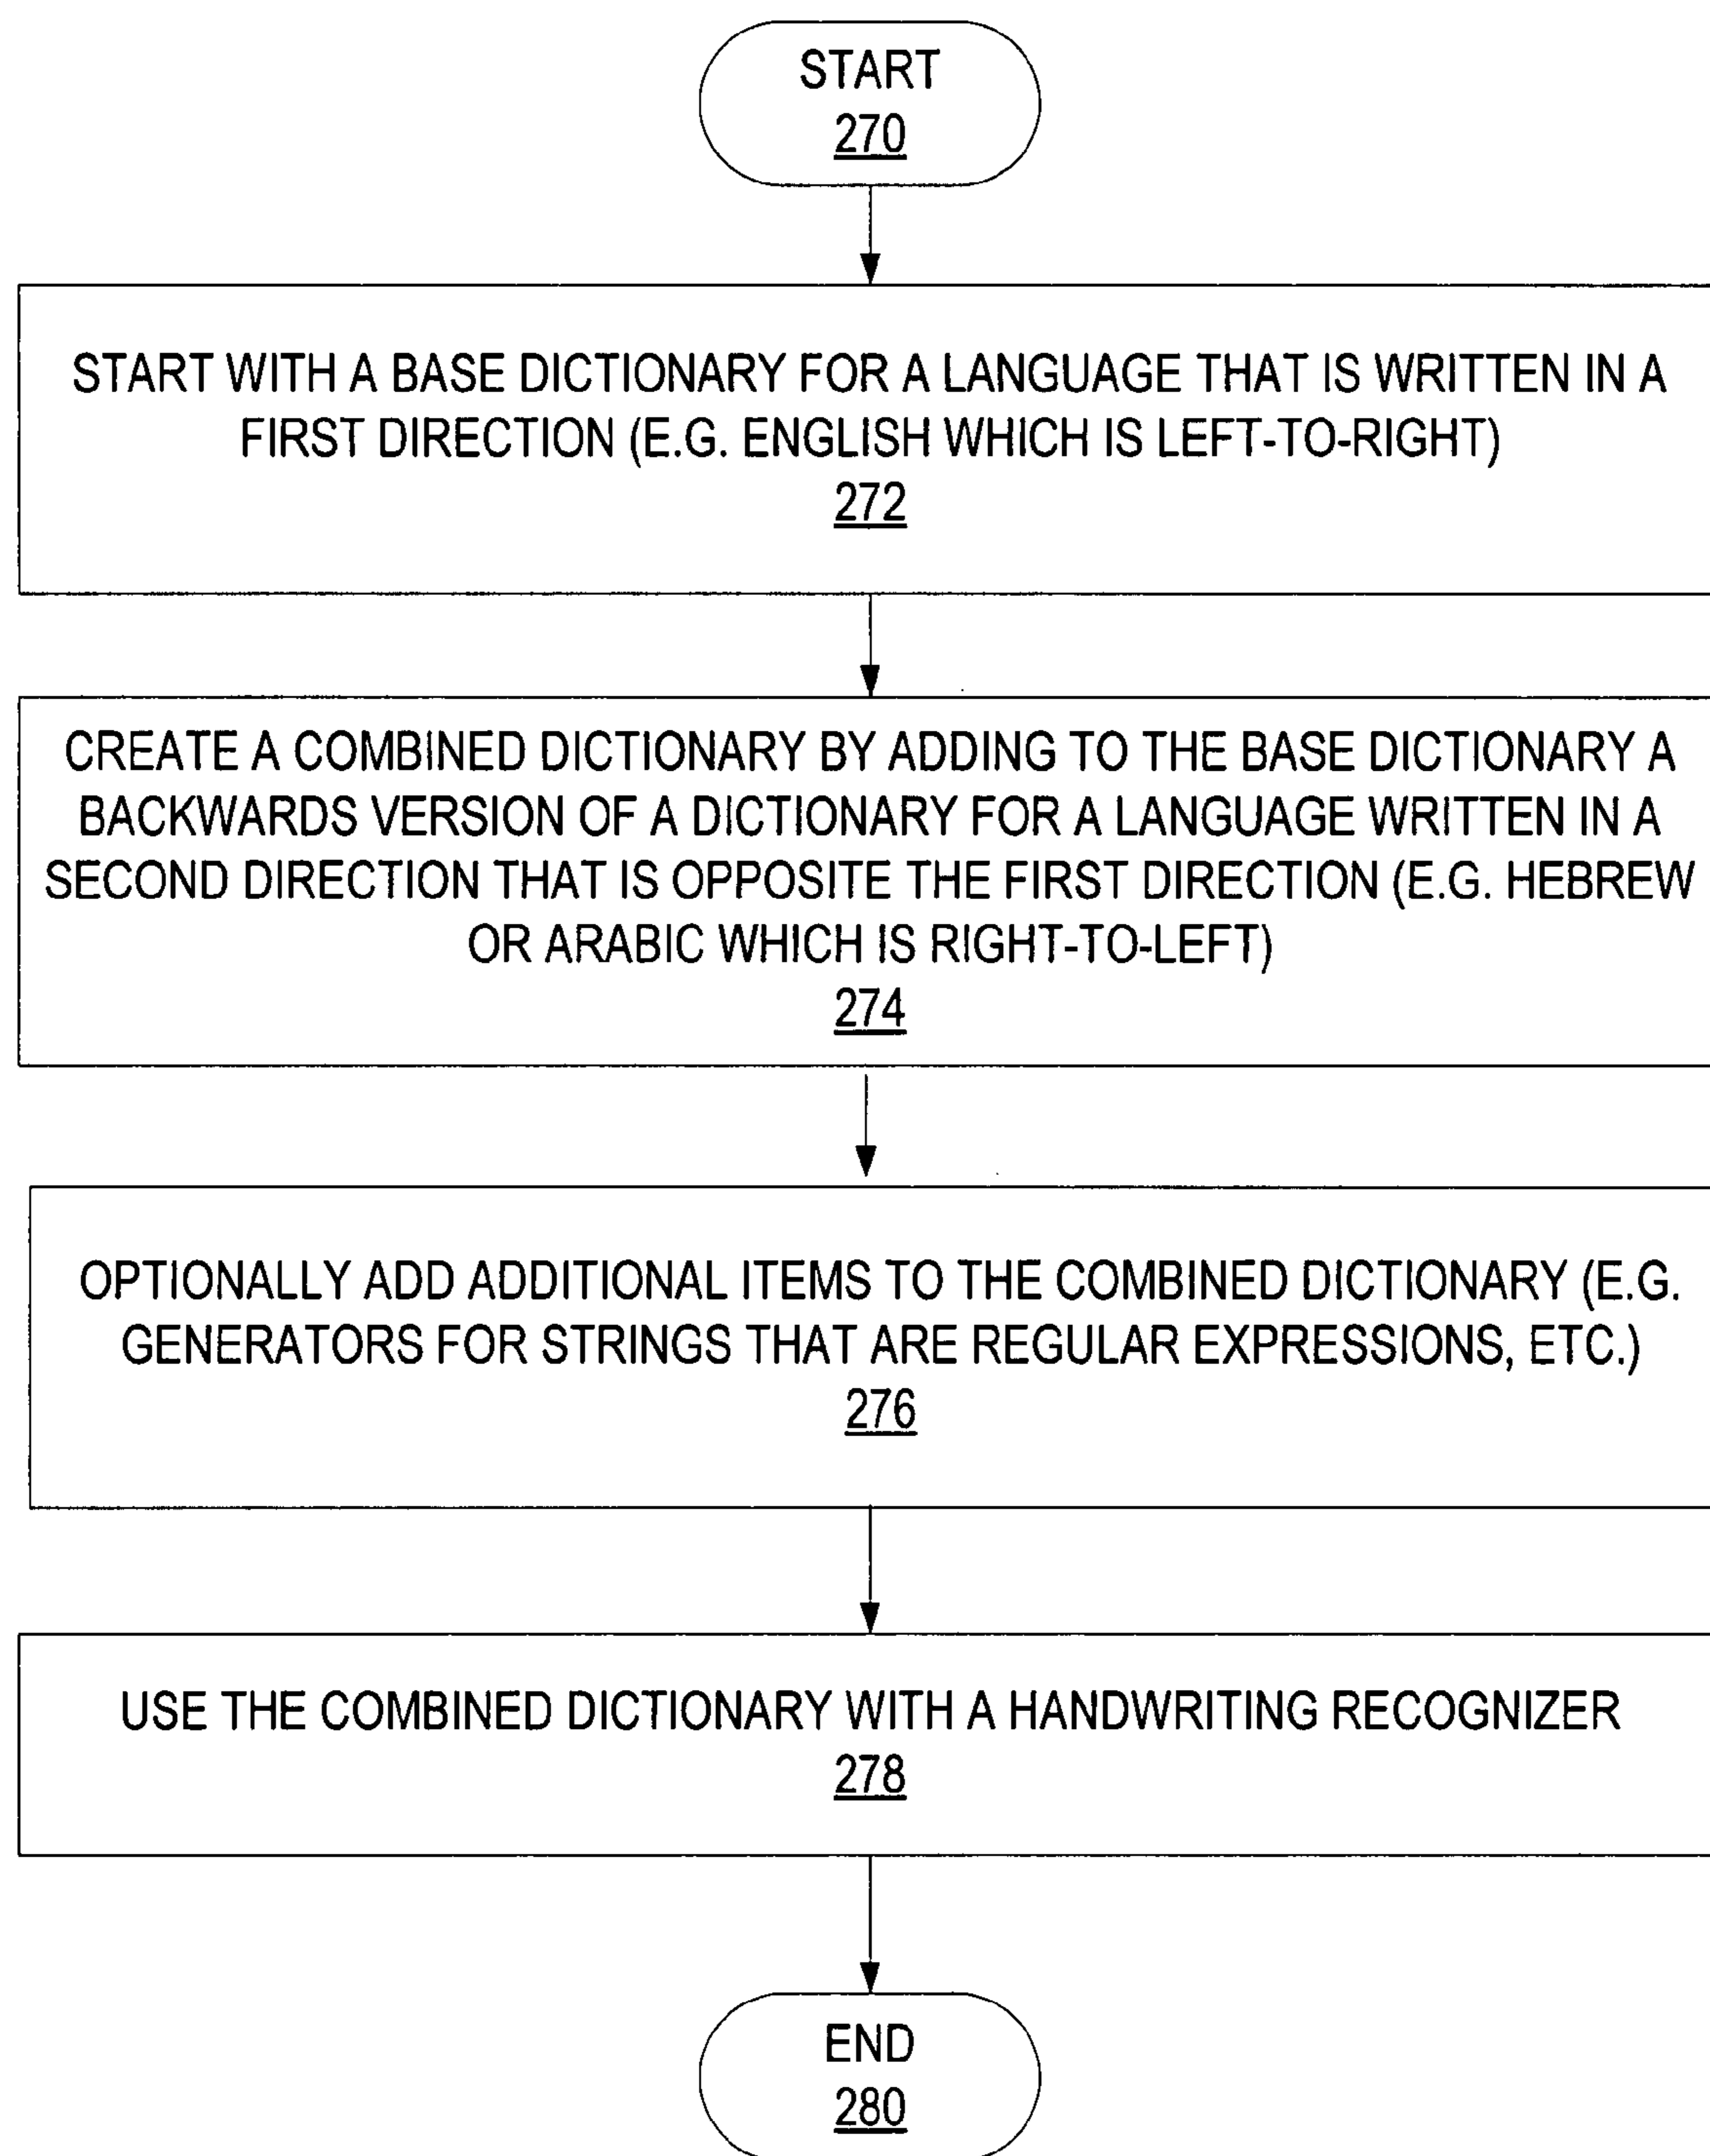 START
270
START WITH A BASE DICTIONARY FOR A LANGUAGE THAT IS WRITTEN IN A
FIRST DIRECTION (E.G. ENGLISH WHICH IS LEFT-TO-RIGHT)
272
CREATE A COMBINED DICTIONARY BY ADDING TO THE BASE DICTIONARY A
BACKWARDS VERSION OF A DICTIONARY FOR A LANGUAGE WRITTEN IN A
SECOND DIRECTION THAT IS OPPOSITE THE FIRST DIRECTION (E.G. HEBREW
OR ARABIC WHICH IS RIGHT-TO-LEFT)
274
OPTIONALLY ADD ADDITIONAL ITEMS TO THE COMBINED DICTIONARY (E.G.
GENERATORS FOR STRINGS THAT ARE REGULAR EXPRESSIONS, ETC.)
276
USE THE COMBINED DICTIONARY WITH A HANDWRITING RECOGNIZER
278
END
280